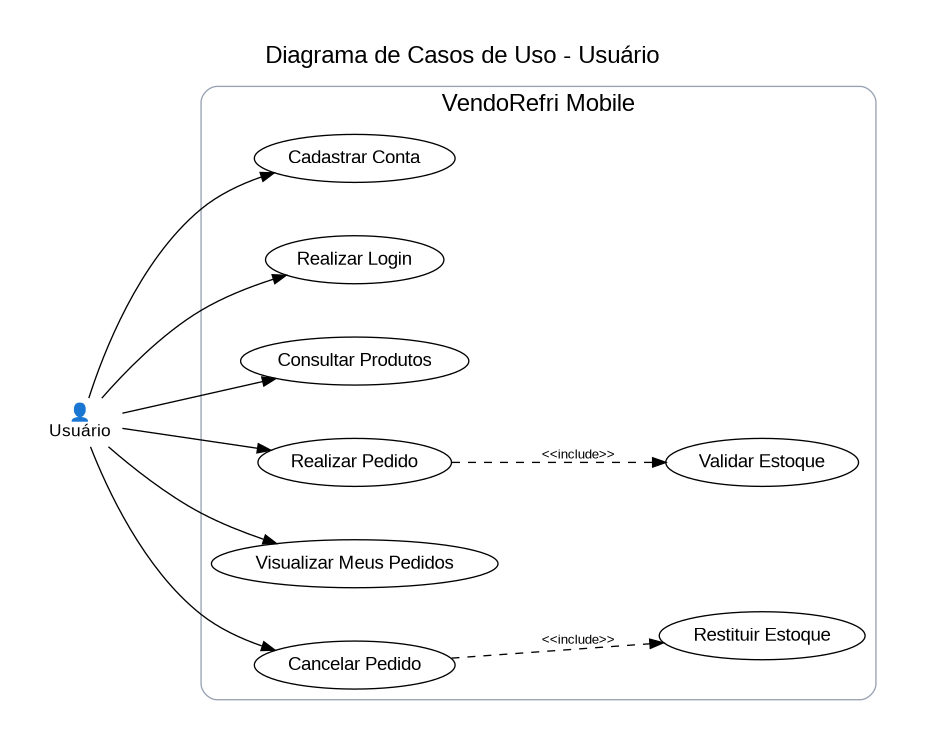 Diagrama de Casos de Uso - Usuário
VendoRefri Mobile
Cadastrar Conta
Realizar Login
Consultar Produtos
Usuário
Realizar Pedido
<<include>>
Validar Estoque
Visualizar Meus Pedidos
Cancelar Pedido
<<include>>
Restituir Estoque